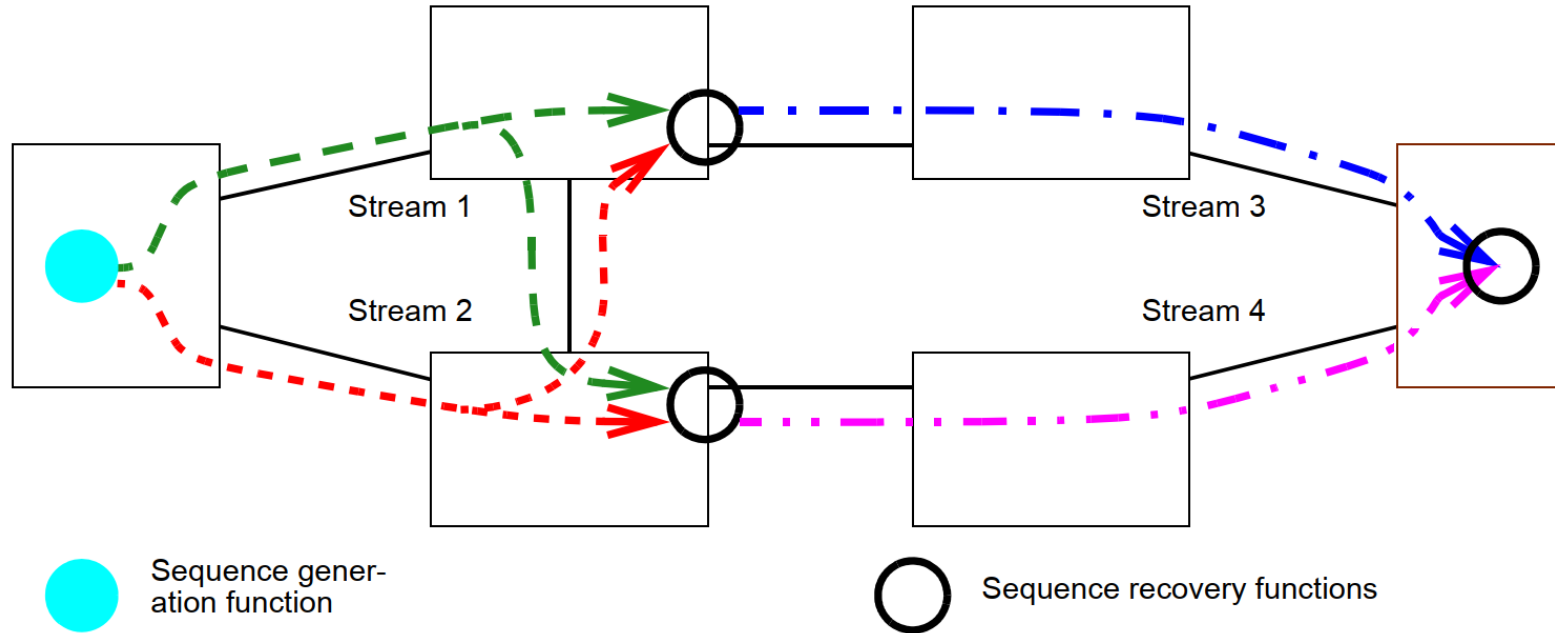 Stream 1
Stream 3
Stream 2
Stream 4
Sequence gener-
ation function
Sequence recovery functions